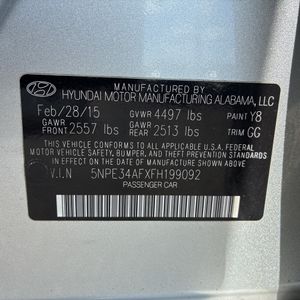 MANUFACTURED BY
HYUNDAI MOTOR MANUFACTURING ALABAMA, LLC
Feb/28/15 GVWR 4497 lbs PAINT Y8
GAWR FRONT 2557 lbs GAWR REAR 2513 lbs TRIM GG
THIS VEHICLE CONFORMS TO ALL APPLICABLE U.S.A. FEDERAL
MOTOR VEHICLE SAFETY, BUMPER, AND THEFT PREVENTION STANDARDS
IN EFFECT ON THE DATE OF MANUFACTURE SHOWN ABOVE.
V.I.N 5NPE34AFXFH199092
PASSENGER CAR